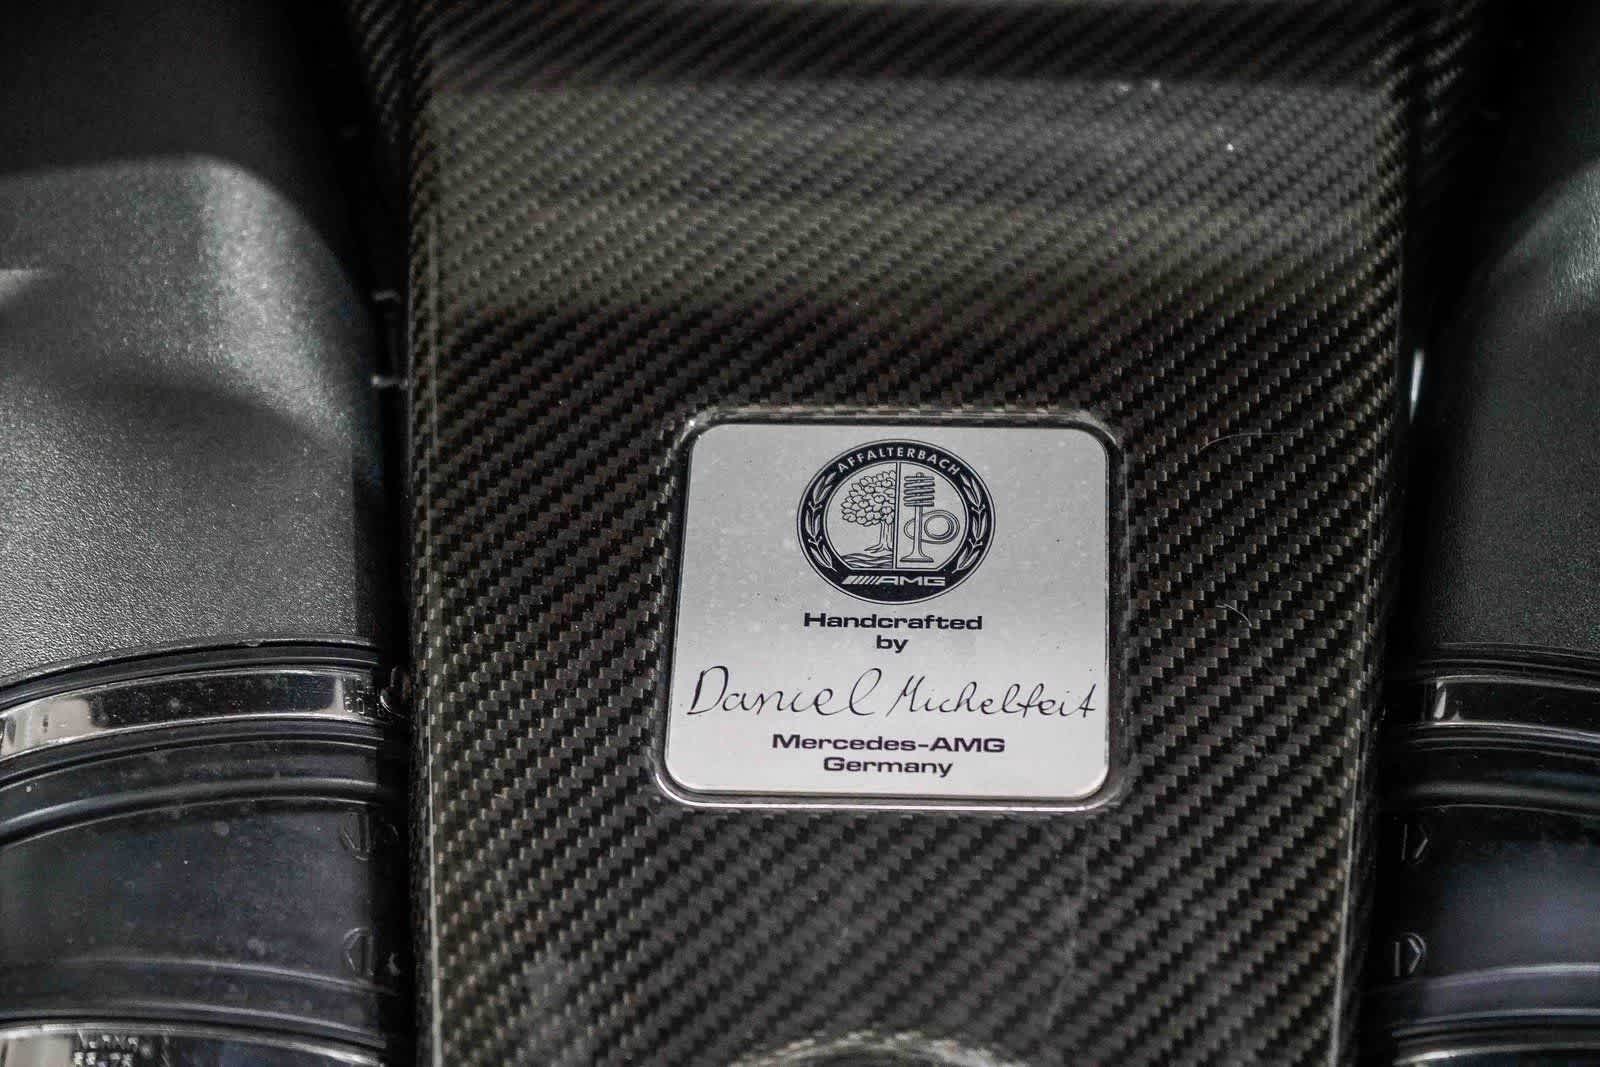 AFFALTERBACH
AMG
Handcrafted
by
Daniel Michelfeit
Mercedes-AMG
Germany